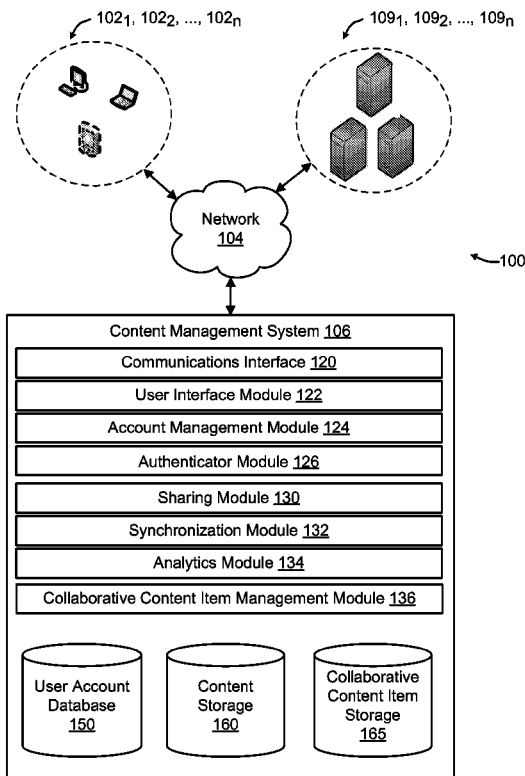 102₁, 102₂, ..., 102ₙ
109₁, 109₂, ..., 109ₙ
Network
104
100
Content Management System 106
Communications Interface 120
User Interface Module 122
Account Management Module 124
Authenticator Module 126
Sharing Module 130
Synchronization Module 132
Analytics Module 134
Collaborative Content Item Management Module 136
User Account
Database
150
Content
Storage
160
Collaborative
Content Item
Storage
165